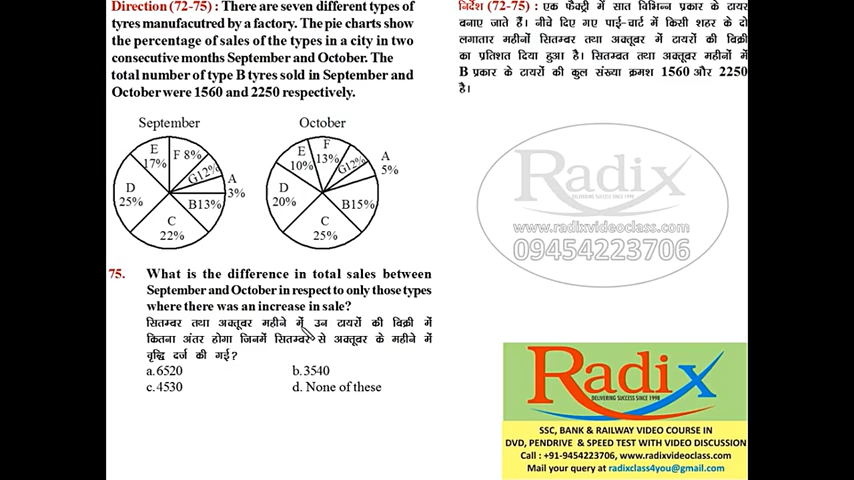 Direction (72-75) : There are seven different types of
tyres manufacutred by a factory. The pie charts show
the percentage of sales of the types in a city in two
consecutive months September and October. The
total number of type B tyres sold in September and
October were 1560 and 2250 respectively.
निर्देश (72-75) : एक फैक्ट्री में सात विभिन्न प्रकार के टायर
बनाए जाते हैं। नीचे दिए गए पाई-चार्ट में किसी शहर के दो
लगातार महीनों सितम्बर तथा अक्तूबर में टायरों की बिक्री
का प्रतिशत दिया हुआ है। सितम्बत तथा अक्तूबर महीनों में
B प्रकार के टायरों की कुल संख्या क्रमश 1560 और 2250
है।
September
E
17%
F 8%
G12%
A
3%
B13%
C
22%
D
25%
October
E
10%
F
13%
G12%
A
5%
B15%
C
25%
D
20%
Radix
DELIVERING SUCCESS SINCE 1998
www.radixvideoclass.com
09454223706
75. What is the difference in total sales between
September and October in respect to only those types
where there was an increase in sale?
सितम्बर तथा अक्तूबर महीने में उन टायरों की बिक्री में
कितना अंतर होगा जिनमें सितम्बर से अक्तूबर के महीने में
वृद्धि दर्ज की गई?
a.6520 b.3540
c.4530 d. None of these
Radix
DELIVERING SUCCESS SINCE 1998
SSC, BANK & RAILWAY VIDEO COURSE IN
DVD, PENDRIVE & SPEED TEST WITH VIDEO DISCUSSION
Call : +91-9454223706, www.radixvideoclass.com
Mail your query at radixclass4you@gmail.com